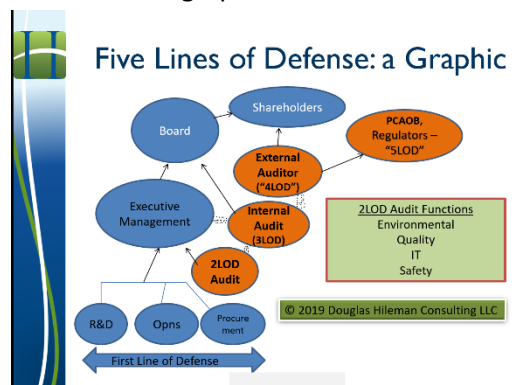 Five Lines of Defense: a Graphic
Shareholders
Board
PCAOB,
Regulators –
“5LOD”
External
Auditor
(“4LOD”)
Executive
Management
Internal
Audit
(3LOD)
2LOD Audit Functions
Environmental
Quality
IT
Safety
2LOD
Audit
© 2019 Douglas Hileman Consulting LLC
R&D
Opns
Procure
ment
First Line of Defense